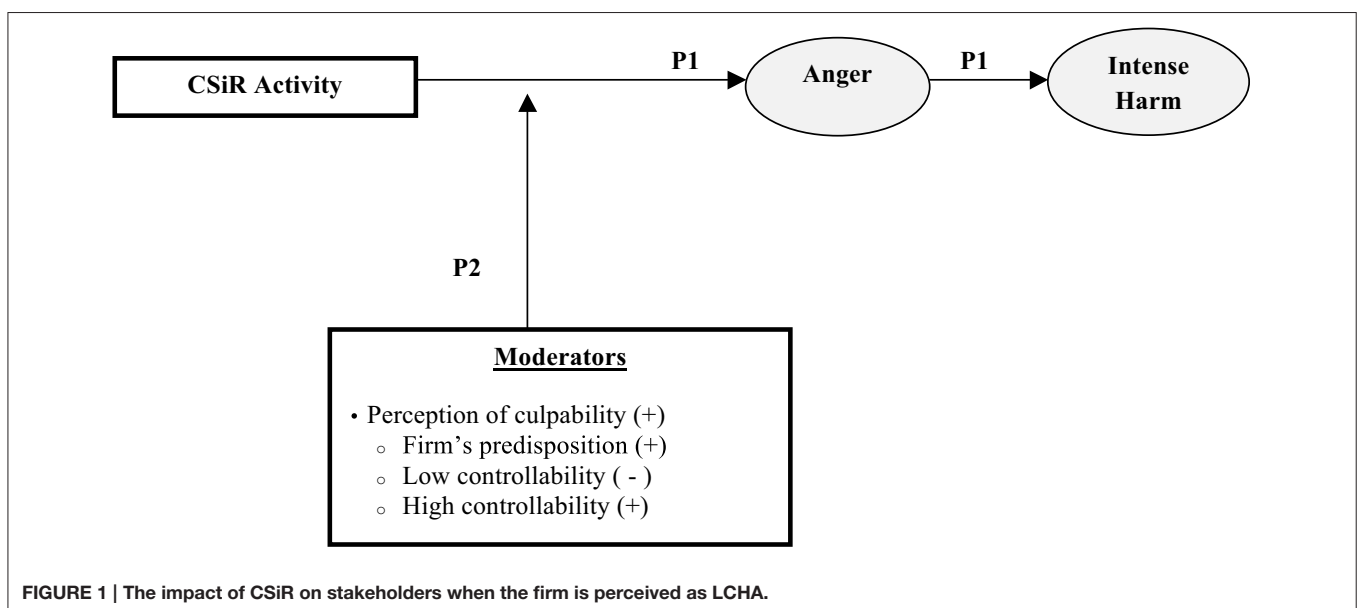 P1
P1
CSiR Activity
Anger
Intense
Harm
P2
Moderators
• Perception of culpability (+)
○ Firm's predisposition (+)
○ Low controllability ( - )
○ High controllability (+)
FIGURE 1 | The impact of CSiR on stakeholders when the firm is perceived as LCHA.